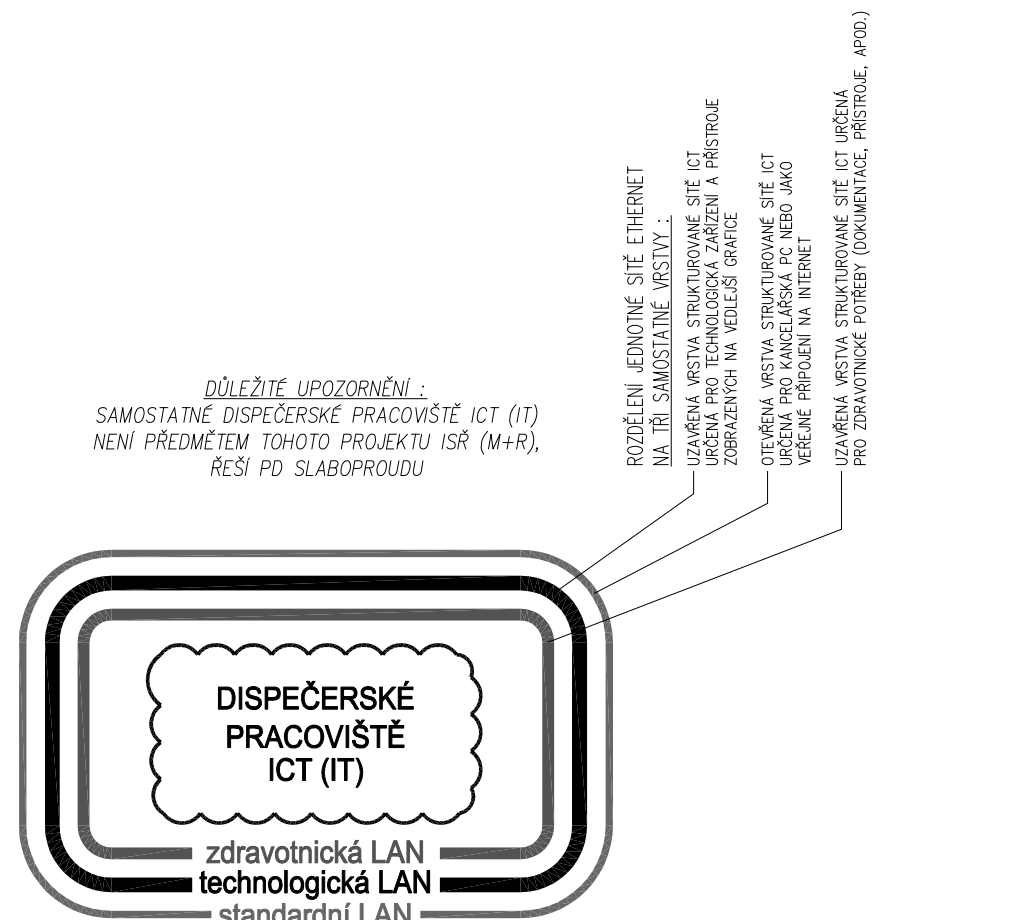 DŮLEŽITÉ UPOZORNĚNÍ :
SAMOSTATNÉ DISPEČERSKÉ PRACOVIŠTĚ ICT (IT)
NENÍ PŘEDMĚTEM TOHOTO PROJEKTU ISŘ (M+R),
ŘEŠÍ PD SLABOPROUDU
ROZDĚLENÍ JEDNOTNÉ SÍTĚ ETHERNET
NA TŘI SAMOSTATNÉ VRSTVY :
UZAVŘENÁ VRSTVA STRUKTUROVANÉ SÍTĚ ICT
URČENÁ PRO TECHNOLOGICKÁ ZAŘÍZENÍ A PŘÍSTROJE
ZOBRAZENÝCH NA VEDLEJŠÍ GRAFICE
OTEVŘENÁ VRSTVA STRUKTUROVANÉ SÍTĚ ICT
URČENÁ PRO KANCELÁŘSKÁ PC NEBO JAKO
VEŘEJNÉ PŘIPOJENÍ NA INTERNET
UZAVŘENÁ VRSTVA STRUKTUROVANÉ SÍTĚ ICT URČENÁ
PRO ZDRAVOTNICKÉ POTŘEBY (DOKUMENTACE, PŘÍSTROJE, APOD.)
DISPEČERSKÉ
PRACOVIŠTĚ
ICT (IT)
zdravotnická LAN
technologická LAN
standardní LAN